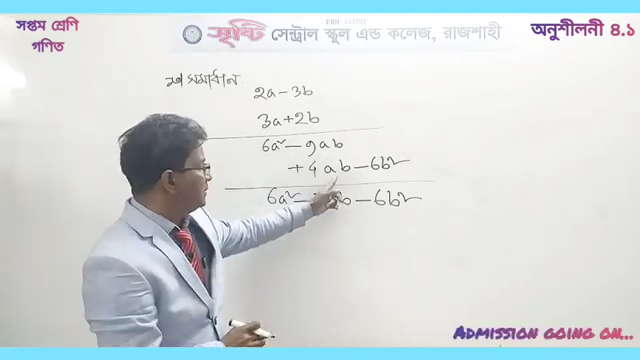 সপ্তম শ্রেণি
গণিত
সৃষ্টি সেন্ট্রাল স্কুল এন্ড কলেজ, রাজশাহী
অনুশীলনী ৪.১
সমাধান
2a - 3b
3a + 2b
6a² - 9ab
+ 4ab - 6b²
6a² - b - 6b²
ADMISSION GOING ON...